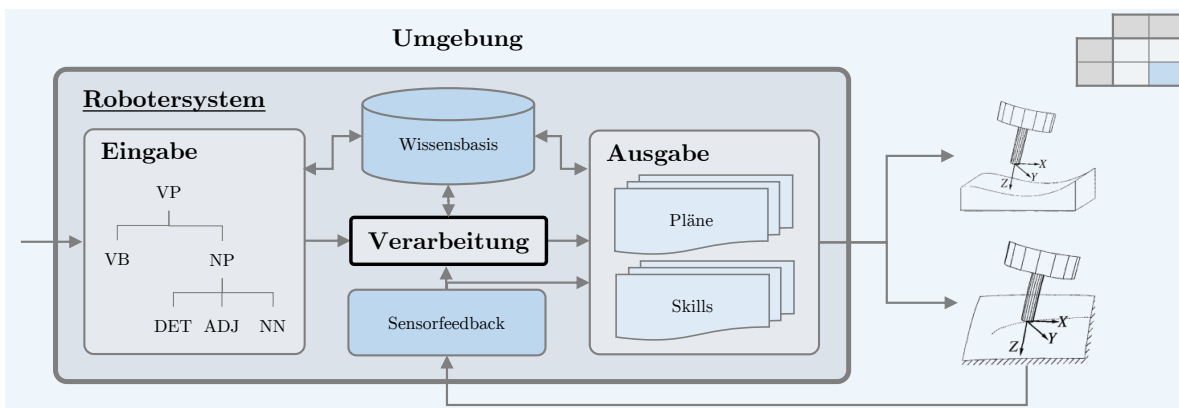 Umgebung
Robotersystem
Eingabe
VP
VB
NP
DET
ADJ
NN
Wissensbasis
Verarbeitung
Sensorfeedback
Ausgabe
Pläne
Skills
X
Y
Z
X
Y
Z